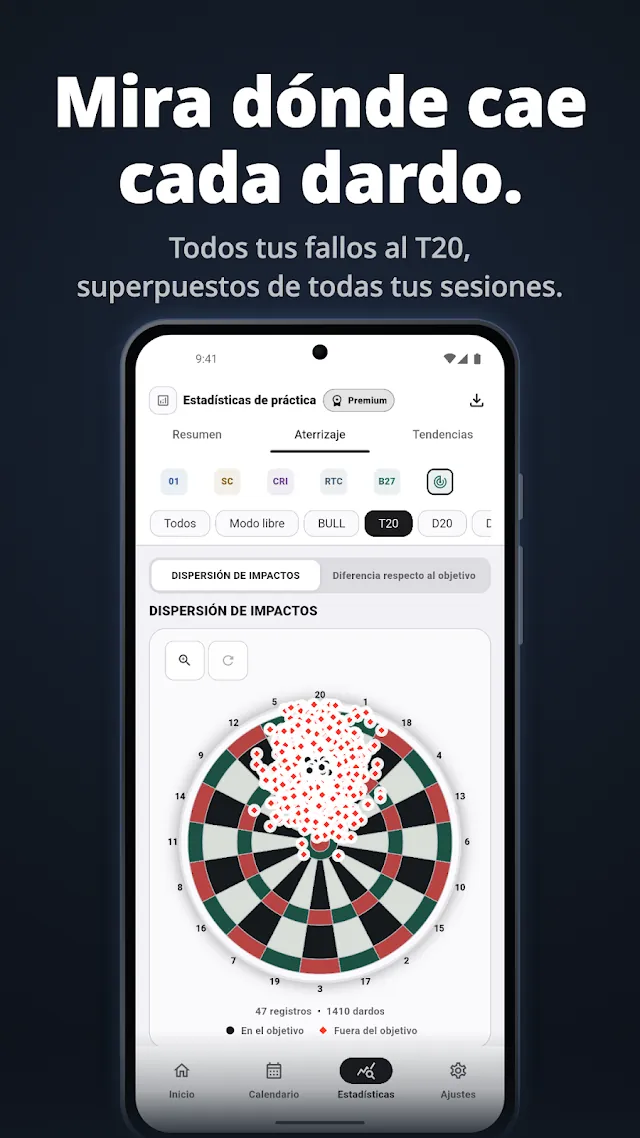 Mira dónde cae
cada dardo.
Todos tus fallos al T20,
superpuestos de todas tus sesiones.
9:41
Estadísticas de práctica
Premium
Resumen
Aterrizaje
Tendencias
01
SC
CRI
RTC
B27
Todos
Modo libre
BULL
T20
D20
D
DISPERSIÓN DE IMPACTOS
Diferencia respecto al objetivo
DISPERSIÓN DE IMPACTOS
20
5
1
12
18
9
4
14
13
11
6
8
10
16
15
7
2
19
17
3
47 registros • 1410 dardos
En el objetivo
Fuera del objetivo
Inicio
Calendario
Estadísticas
Ajustes